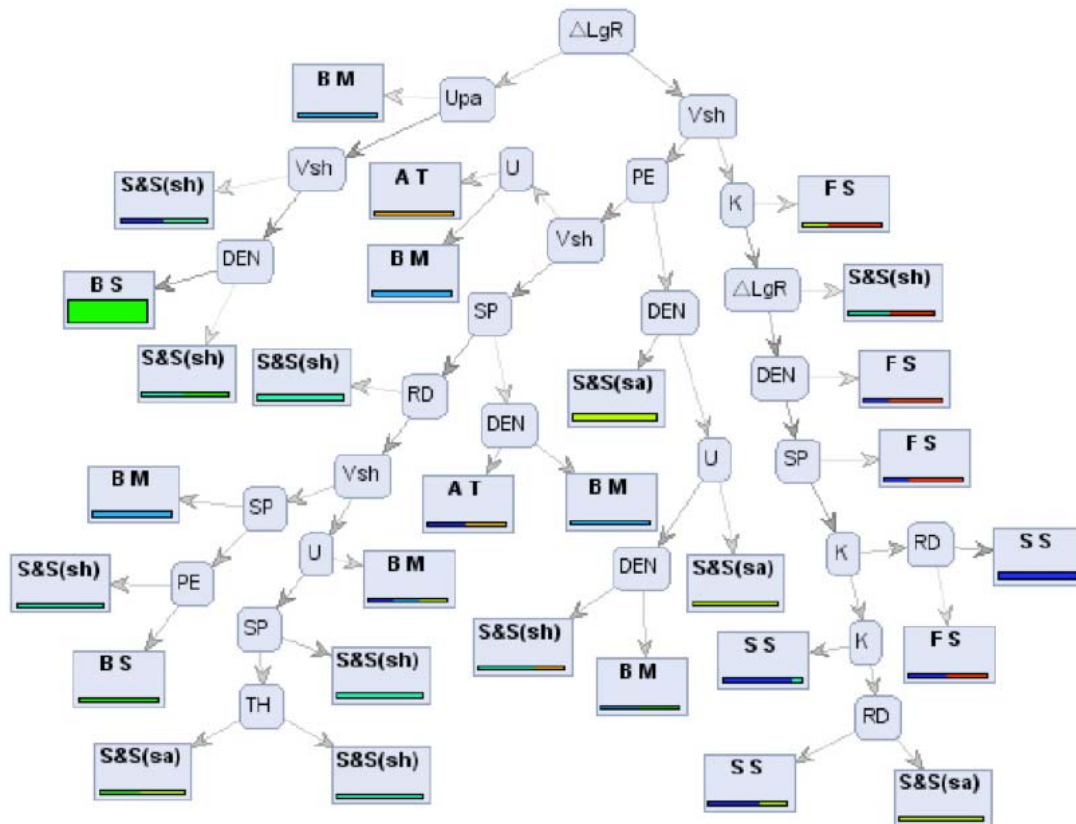 △LgR
B M
Upa
Vsh
Vsh
A T
U
PE
S&S(sh)
K
F S
Vsh
DEN
B M
△LgR
S&S(sh)
B S
SP
DEN
S&S(sh)
S&S(sh)
DEN
F S
RD
S&S(sa)
DEN
SP
F S
Vsh
U
B M
SP
A T
B M
K
RD
S S
U
B M
DEN
S&S(sa)
S&S(sh)
PE
SP
S&S(sh)
S S
K
F S
B S
S&S(sh)
B M
TH
RD
S&S(sa)
S&S(sh)
S S
S&S(sa)